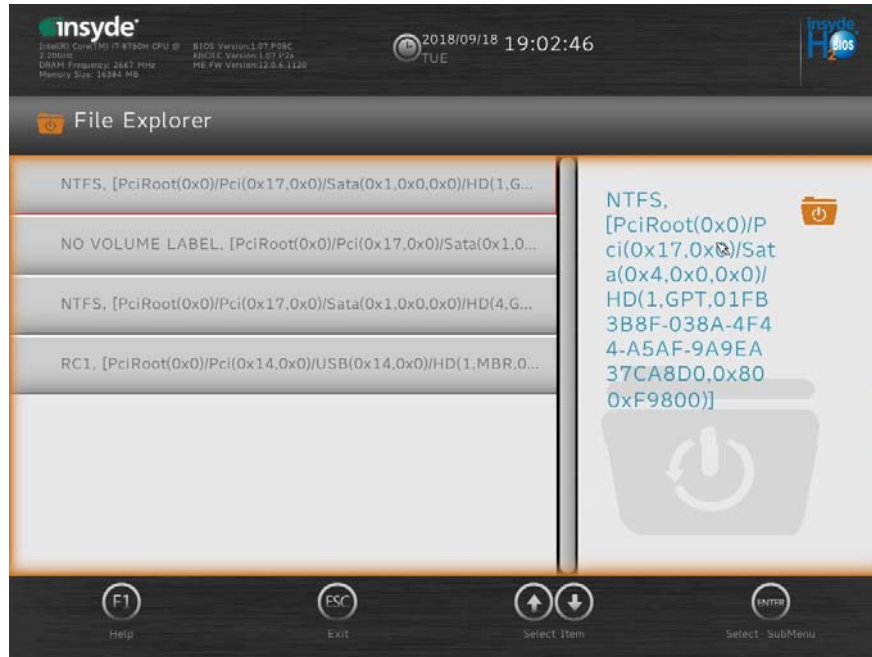 insyde
Intel(R) Core(TM) i7-8750H CPU @
2.20GHz
DRAM Frequency: 2667 MHz
Memory Size: 16384 MB
BIOS Version:1.07.P08C
KBC/EC Version:1.07.P2A
ME FW Version:12.0.6.1120
2018/09/18 19:02:46
TUE
insyde
H2O BIOS
File Explorer
NTFS, [PciRoot(0x0)/Pci(0x17,0x0)/Sata(0x1,0x0,0x0)/HD(1,G...
NO VOLUME LABEL, [PciRoot(0x0)/Pci(0x17,0x0)/Sata(0x1,0...
NTFS, [PciRoot(0x0)/Pci(0x17,0x0)/Sata(0x1,0x0,0x0)/HD(4,G...
RC1, [PciRoot(0x0)/Pci(0x14,0x0)/USB(0x14,0x0)/HD(1,MBR,0...
NTFS,
[PciRoot(0x0)/P
ci(0x17,0x0)/Sat
a(0x4,0x0,0x0)/
HD(1,GPT,01FB
3B8F-038A-4F4
4-A5AF-9A9EA
37CA8D0,0x80
0xF9800)]
F1
Help
ESC
Exit
Select Item
ENTER
Select SubMenu